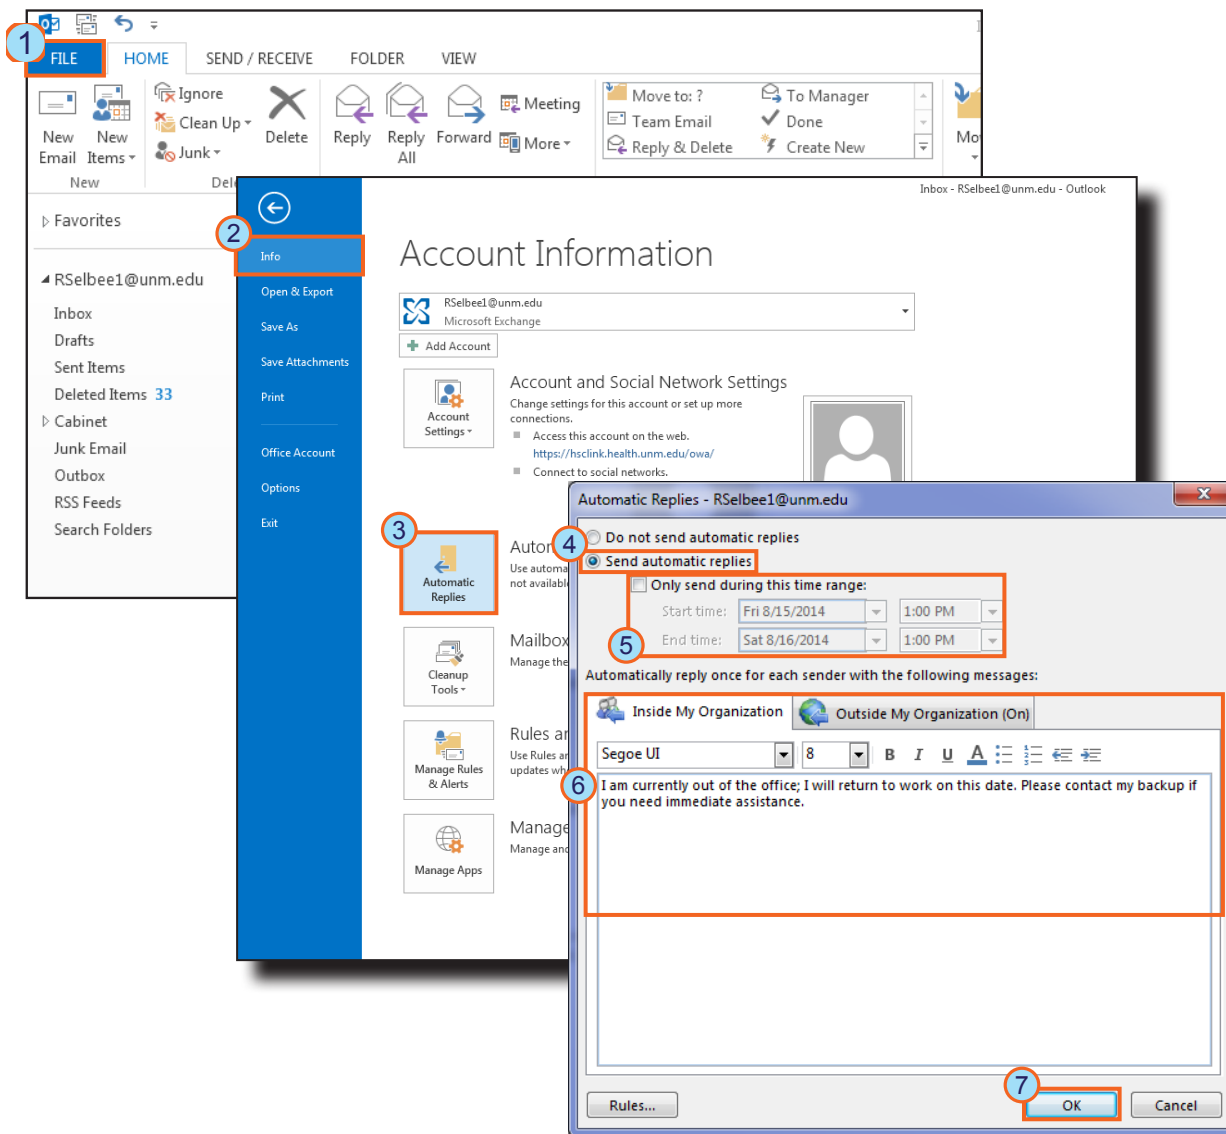 1
FILE
HOME
SEND / RECEIVE
FOLDER
VIEW
New Email
New Items
Ignore
Clean Up
Junk
Delete
Reply
Reply All
Forward
Meeting
More
Move to: ?
Team Email
Reply & Delete
To Manager
Done
Create New
New
Favorites
RSelbee1@unm.edu
Inbox
Drafts
Sent Items
Deleted Items 33
Cabinet
Junk Email
Outbox
RSS Feeds
Search Folders
Inbox - RSelbee1@unm.edu - Outlook
2
Info
Open & Export
Save As
Save Attachments
Print
Office Account
Options
Exit
Account Information
RSelbee1@unm.edu
Microsoft Exchange
Add Account
Account Settings
Account and Social Network Settings
Change settings for this account or set up more
connections.
Access this account on the web.
https://hsclink.health.unm.edu/owa/
Connect to social networks.
3
Automatic
Replies
Cleanup
Tools
Mailbox
Manage the
Manage Rules
& Alerts
Rules
Use Rules
updates
Manage Apps
Manage
Manage
Automatic Replies - RSelbee1@unm.edu
Do not send automatic replies
4
Send automatic replies
Only send during this time range:
Start time: Fri 8/15/2014 1:00 PM
5
End time: Sat 8/16/2014 1:00 PM
Automatically reply once for each sender with the following messages:
Inside My Organization
Outside My Organization (On)
Segoe UI 8 B I U A
6
I am currently out of the office; I will return to work on this date. Please contact my backup if
you need immediate assistance.
7
Rules...
OK
Cancel